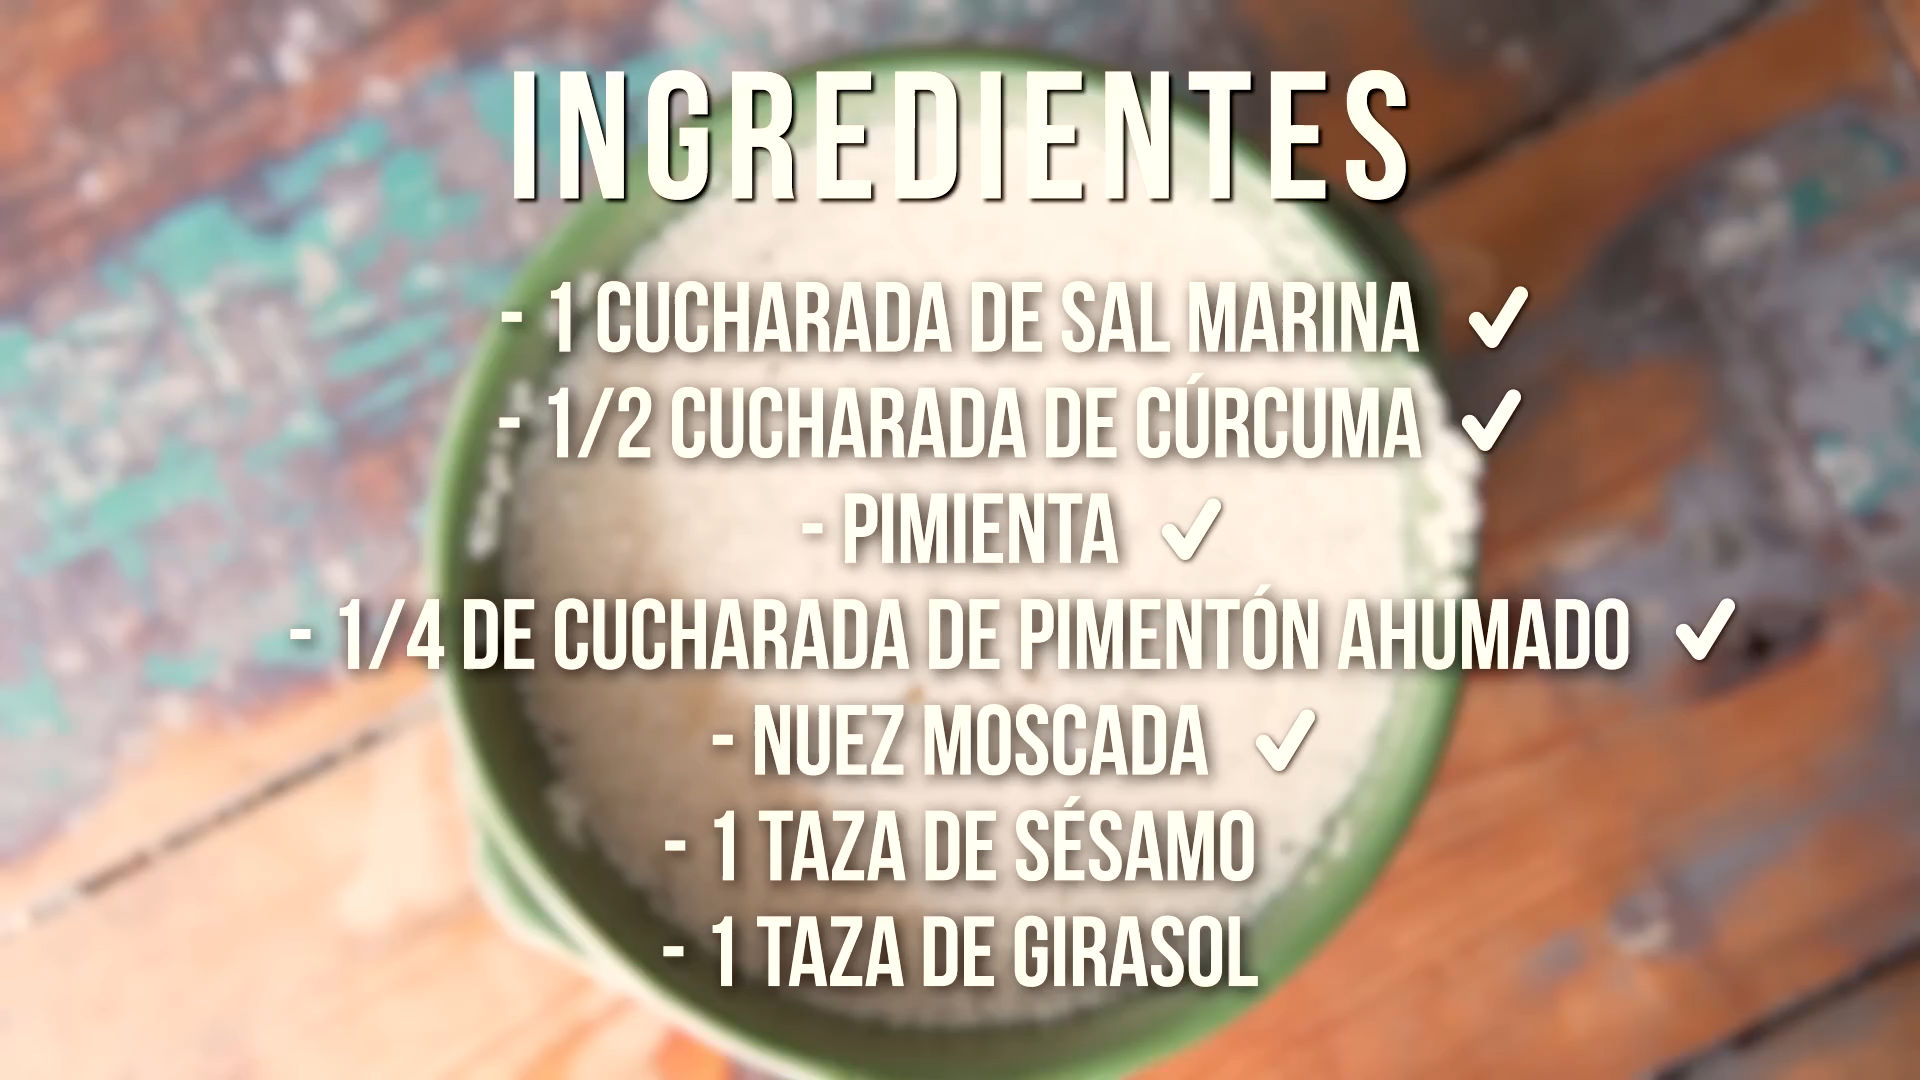 INGREDIENTES
- 1 CUCHARADA DE SAL MARINA ✔
- 1/2 CUCHARADA DE CÚRCUMA ✔
- PIMIENTA ✔
- 1/4 DE CUCHARADA DE PIMENTÓN AHUMADO ✔
- NUEZ MOSCADA ✔
- 1 TAZA DE SÉSAMO
- 1 TAZA DE GIRASOL